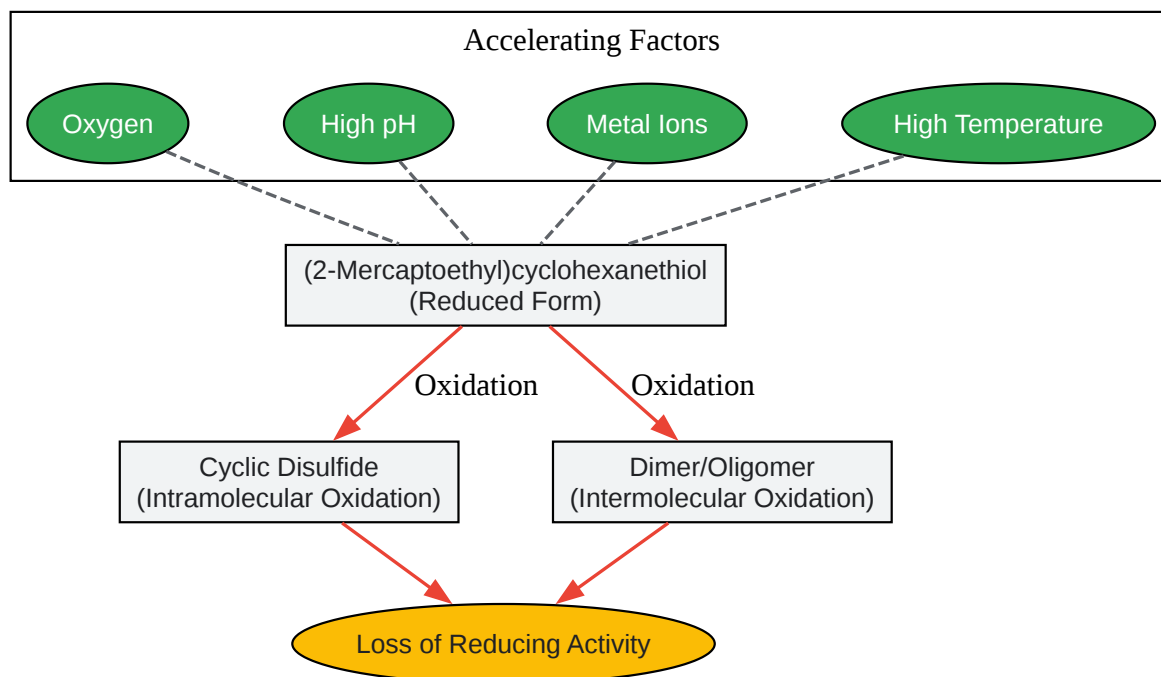 Accelerating Factors
Oxygen
High pH
Metal Ions
High Temperature
(2-Mercaptoethyl)cyclohexanethiol
(Reduced Form)
Oxidation
Oxidation
Cyclic Disulfide
(Intramolecular Oxidation)
Dimer/Oligomer
(Intermolecular Oxidation)
Loss of Reducing Activity